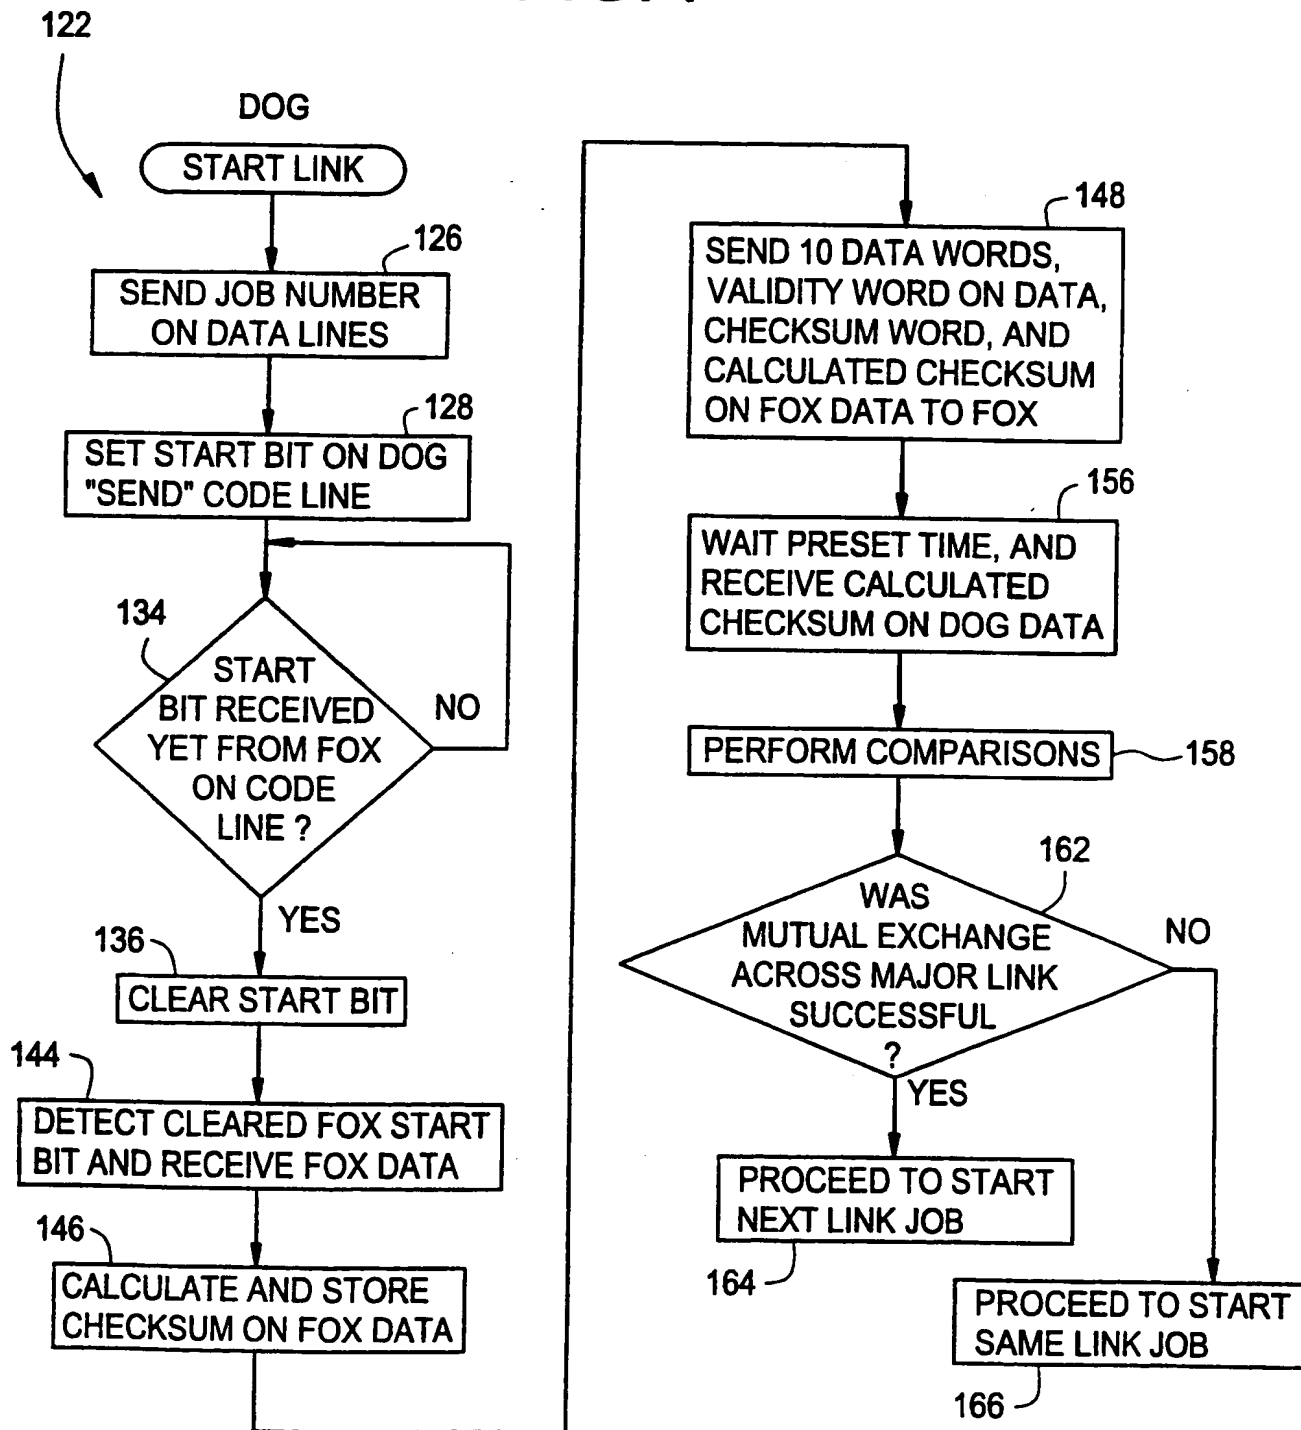 122
DOG
START LINK
126
SEND JOB NUMBER
ON DATA LINES
128
SET START BIT ON DOG
"SEND" CODE LINE
134
START
BIT RECEIVED
YET FROM FOX
ON CODE
LINE ?
NO
YES
136
CLEAR START BIT
144
DETECT CLEARED FOX START
BIT AND RECEIVE FOX DATA
146
CALCULATE AND STORE
CHECKSUM ON FOX DATA
148
SEND 10 DATA WORDS,
VALIDITY WORD ON DATA,
CHECKSUM WORD, AND
CALCULATED CHECKSUM
ON FOX DATA TO FOX
156
WAIT PRESET TIME, AND
RECEIVE CALCULATED
CHECKSUM ON DOG DATA
PERFORM COMPARISONS
158
162
WAS
MUTUAL EXCHANGE
ACROSS MAJOR LINK
SUCCESSFUL
?
NO
YES
PROCEED TO START
NEXT LINK JOB
164
PROCEED TO START
SAME LINK JOB
166